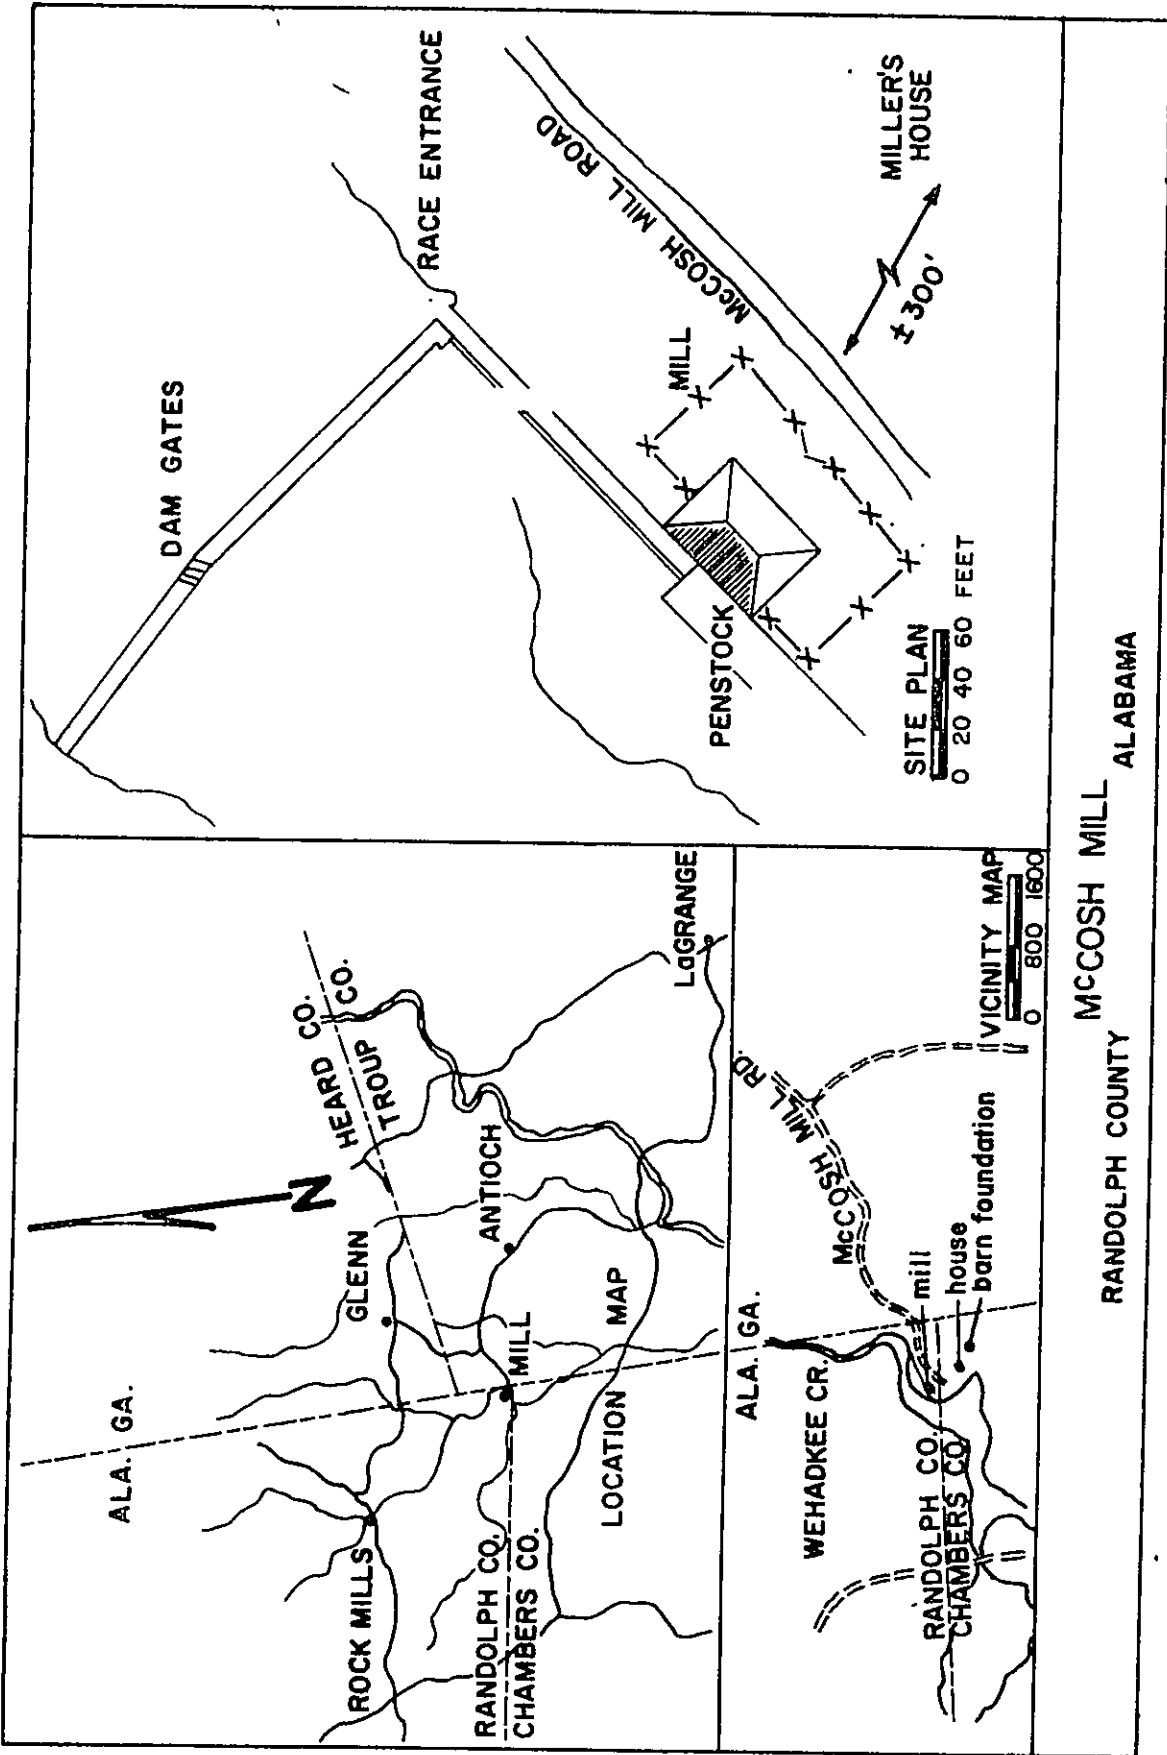 ALA. GA.
HEARD CO.
TROUP CO.
N
GLENN
ROCK MILLS
ANTIOCH
MILL
RANDOLPH CO.
CHAMBERS CO.
LOCATION MAP
LaGRANGE
ALA. GA.
McCOSH MILL RD.
WEHADKEE CR.
mill
house
barn foundation
RANDOLPH CO.
CHAMBERS CO.
VICINITY MAP
0 800 1600
DAM GATES
RACE ENTRANCE
McCOSH MILL ROAD
MILL
PENSTOCK
MILLER'S
HOUSE
N
±300'
SITE PLAN
0 20 40 60 FEET
McCOSH MILL
RANDOLPH COUNTY ALABAMA